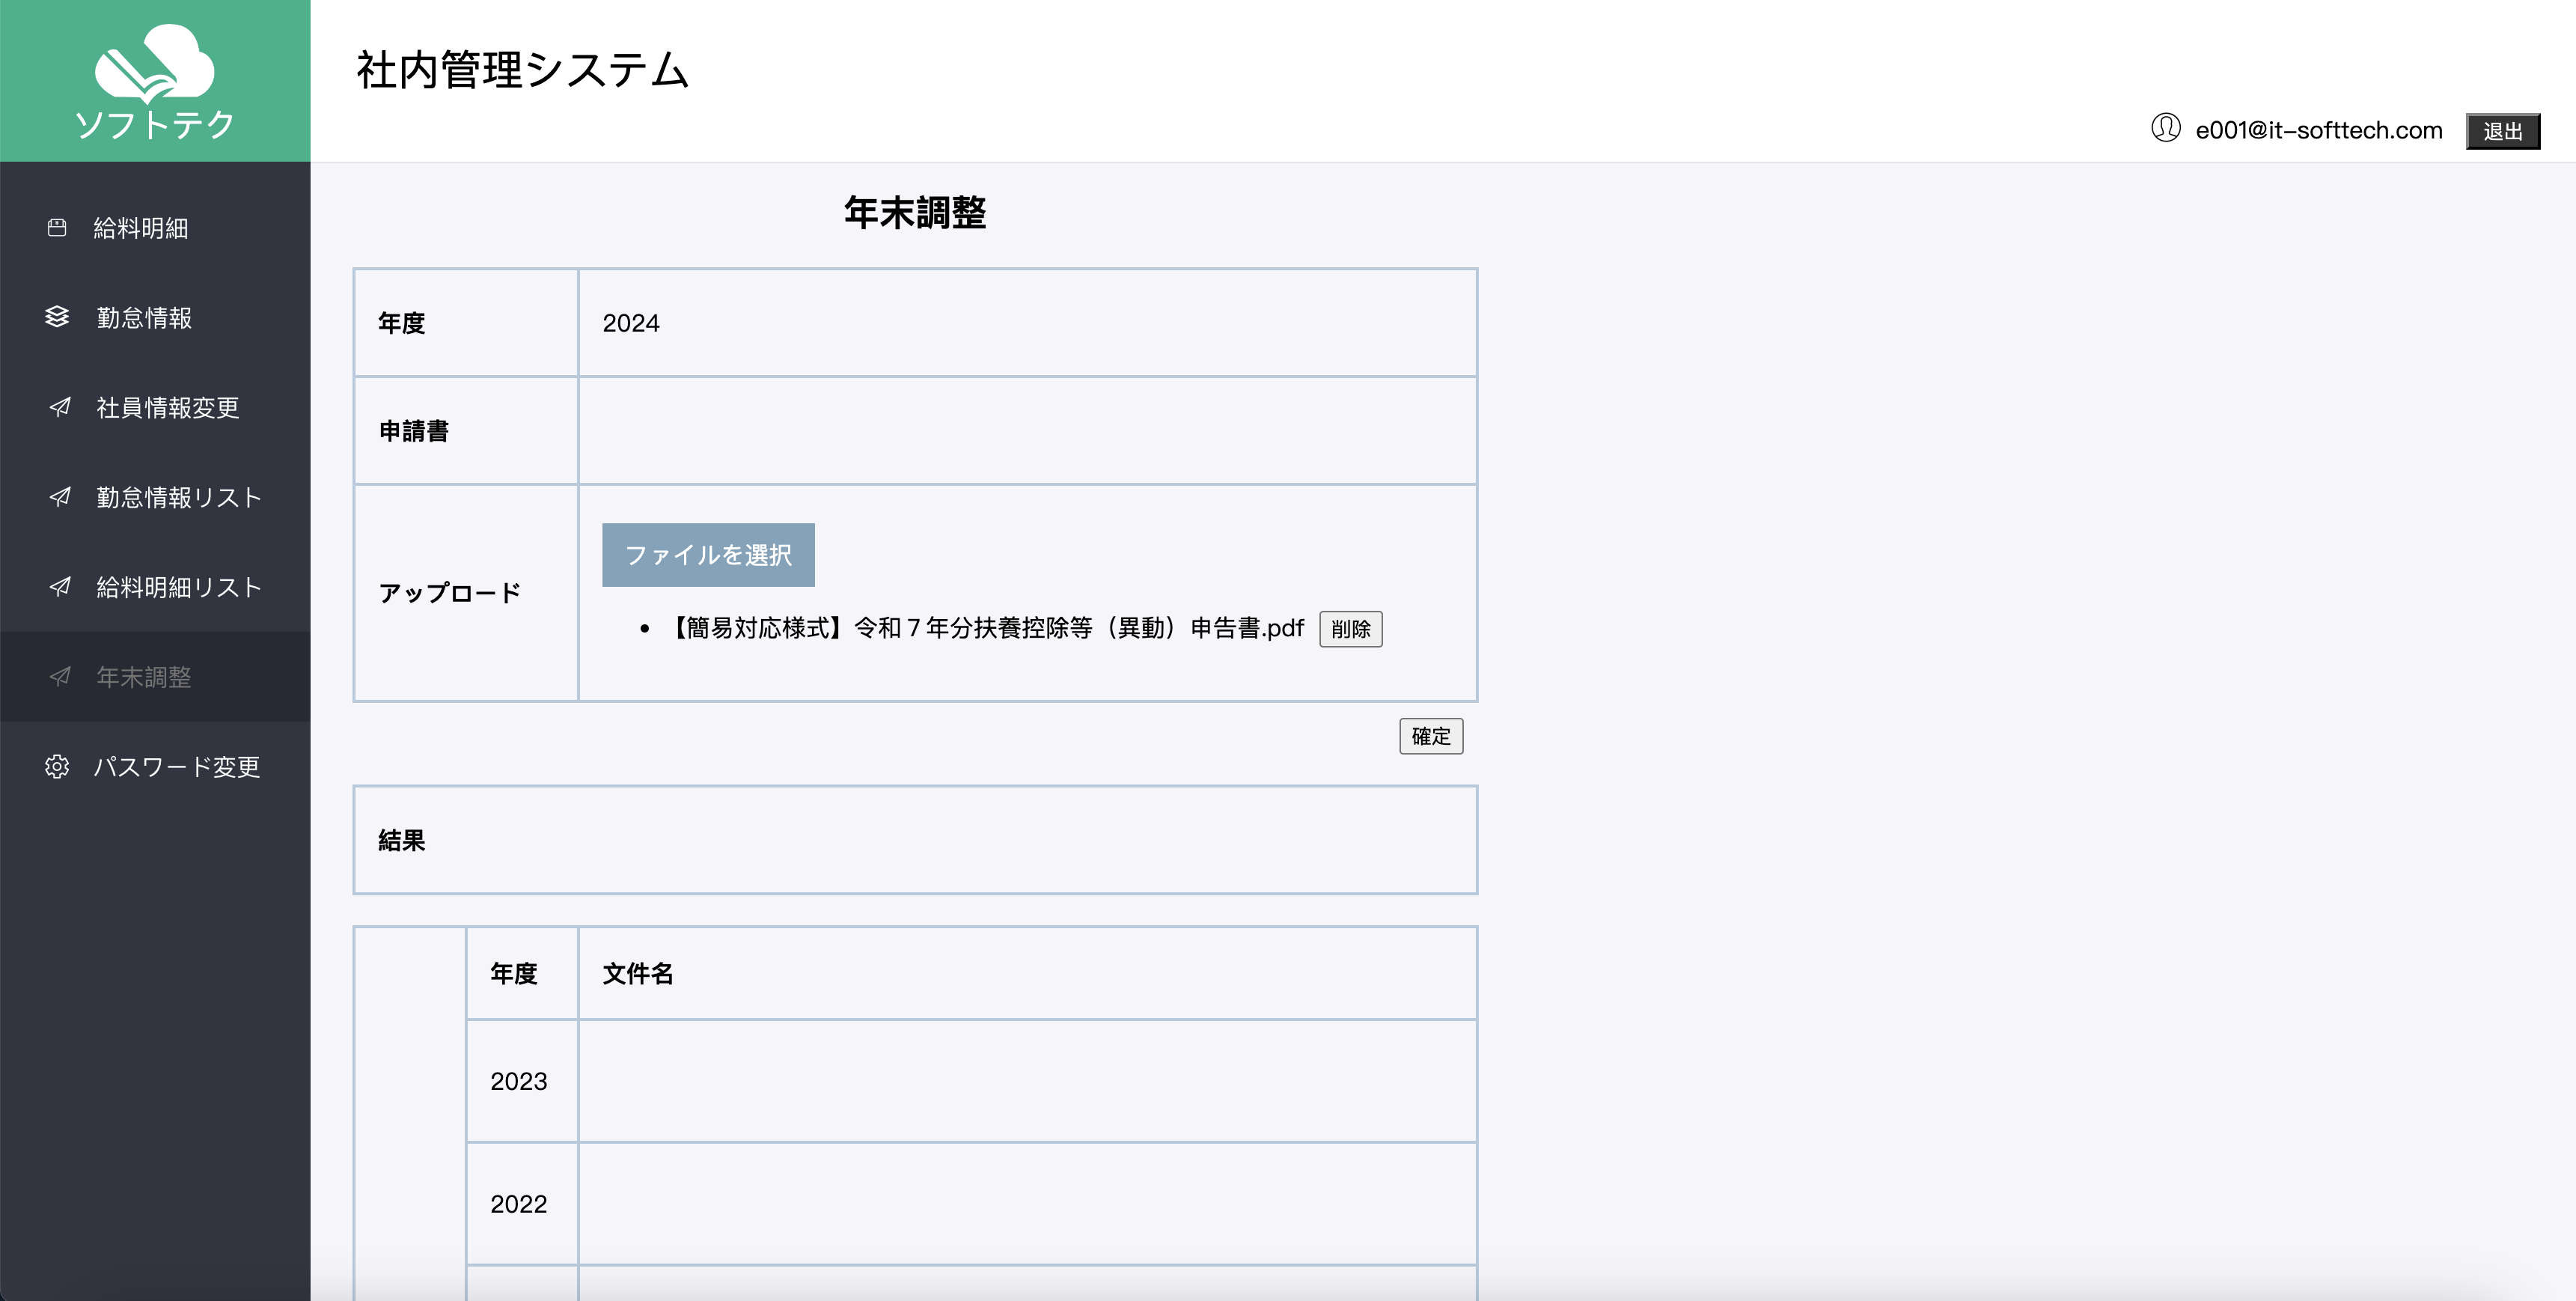 ソフトテク
社内管理システム
e001@it-softtech.com 退出
給料明細
勤怠情報
社員情報変更
勤怠情報リスト
給料明細リスト
年末調整
パスワード変更
年末調整
年度 2024
申請書
アップロード
ファイルを選択
• 【簡易対応様式】令和７年分扶養控除等（異動）申告書.pdf 削除
確定
結果
年度 文件名
2023
2022